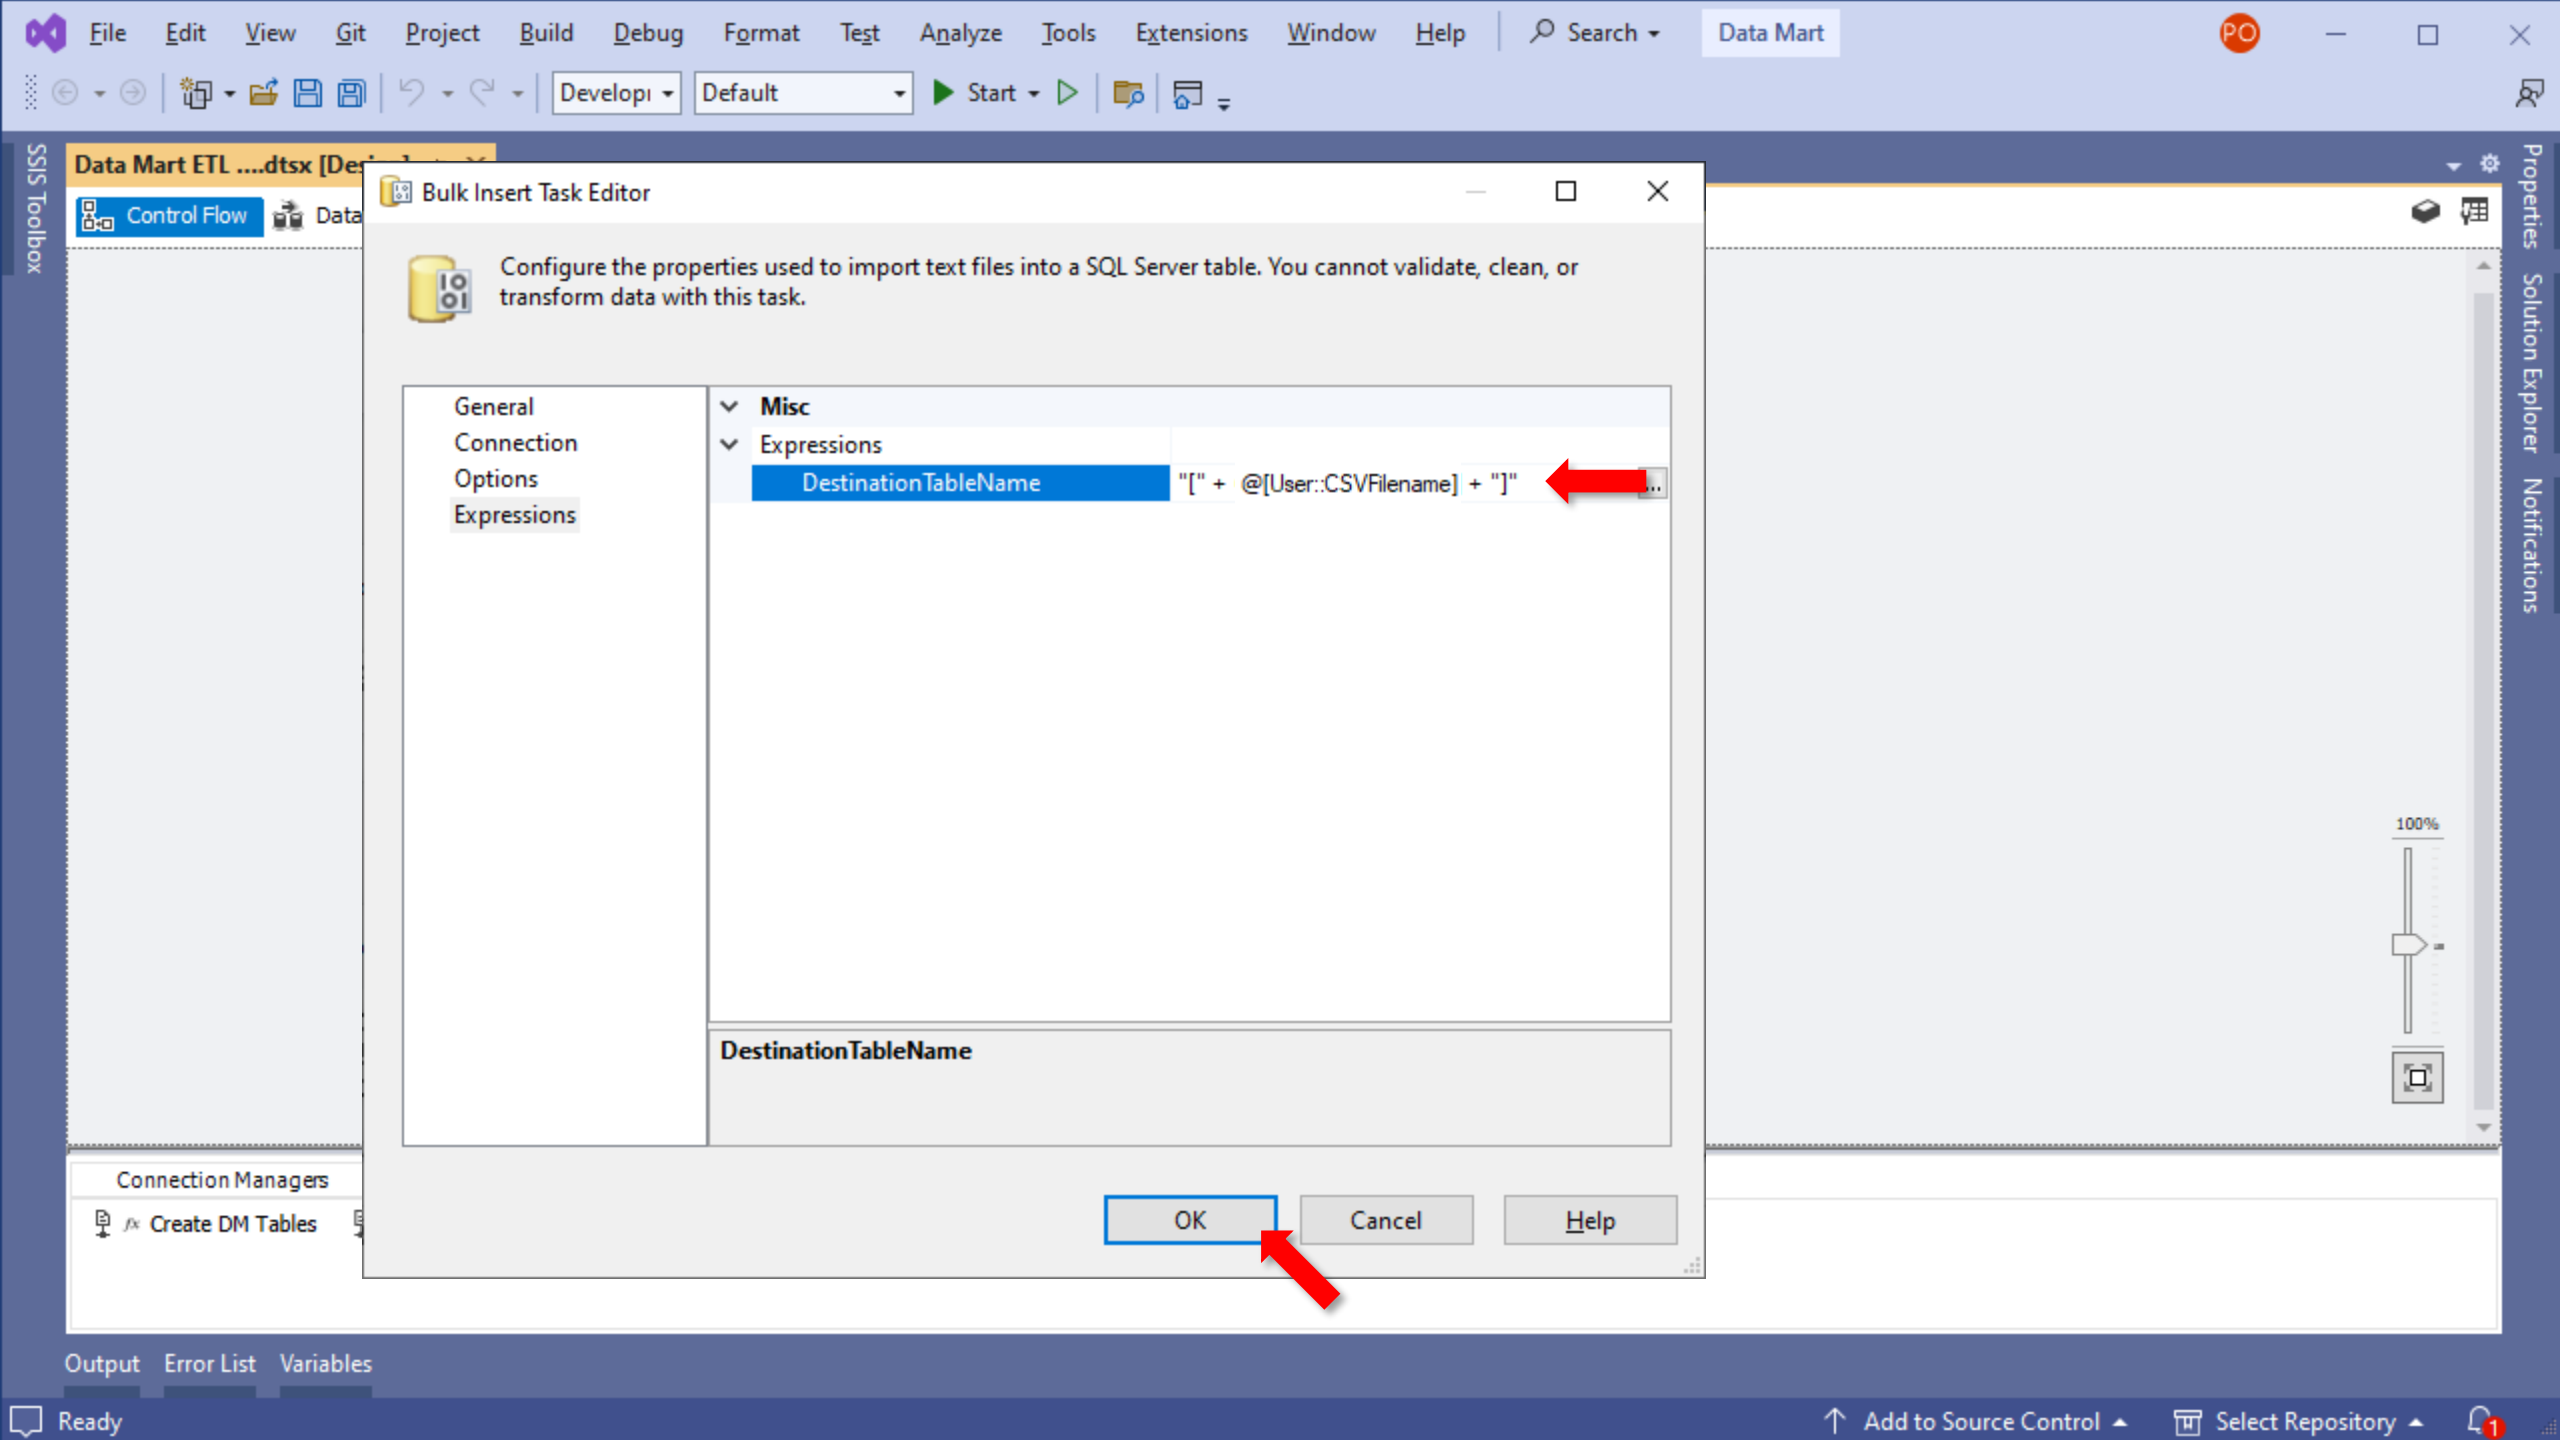 File Edit View Git Project Build Debug Format Test Analyze Tools Extensions Window Help Search Data Mart PO
Default Start
Data Mart ETL ....dtsx
Control Flow
Bulk Insert Task Editor
Configure the properties used to import text files into a SQL Server table. You cannot validate, clean, or
transform data with this task.
General
Connection
Options
Expressions
Misc
Expressions
DestinationTableName "[" + @[User::CSVFilename] + "]" ...
DestinationTableName
OK Cancel Help
SSIS Toolbox
Properties
Solution Explorer
Notifications
100%
Connection Managers
fx Create DM Tables
Output Error List Variables
Ready Add to Source Control Select Repository 1